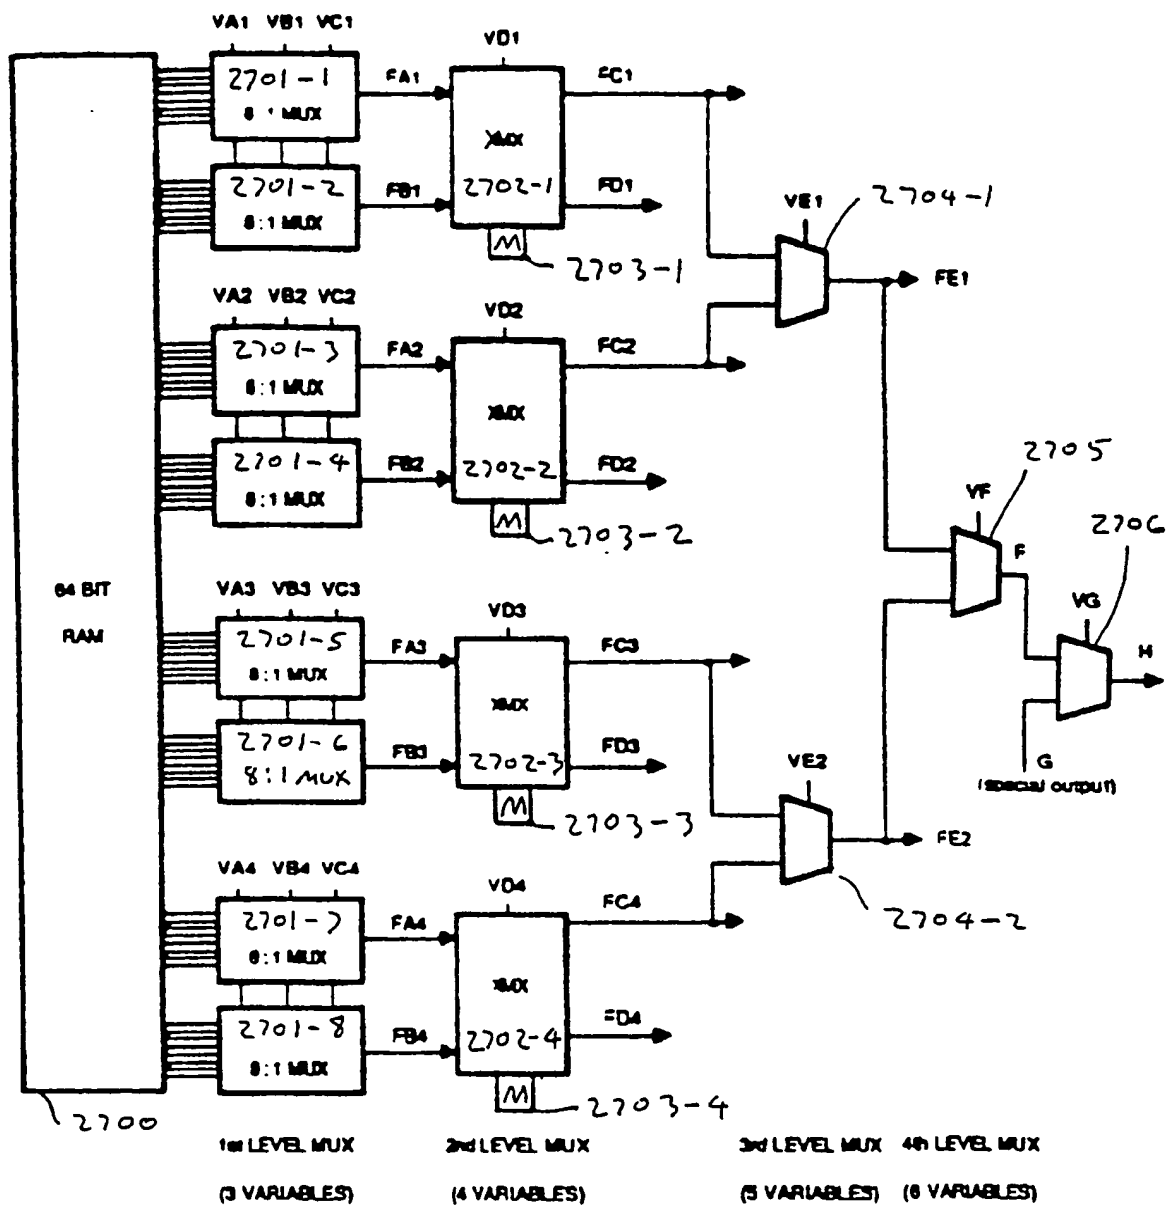 VA1 VB1 VC1
VD1
2701-1
8:1 MUX
FA1
FC1
XMX
2701-2
8:1 MUX
FB1
2702-1
FD1
M
2703-1
VE1
2704-1
FE1
VA2 VB2 VC2
VD2
2701-3
8:1 MUX
FA2
FC2
XMX
2701-4
8:1 MUX
FB2
2702-2
FD2
M
2703-2
2705
VF
2706
F
VG
H
G
(special output)
64 BIT
RAM
VA3 VB3 VC3
VD3
2701-5
8:1 MUX
FA3
FC3
XMX
2701-6
8:1 MUX
FB3
2702-3
FD3
M
2703-3
VE2
FE2
2704-2
VA4 VB4 VC4
VD4
2701-7
8:1 MUX
FA4
FC4
XMX
2701-8
8:1 MUX
FB4
2702-4
FD4
M
2703-4
2700
1st LEVEL MUX 2nd LEVEL MUX 3rd LEVEL MUX 4th LEVEL MUX
(3 VARIABLES) (4 VARIABLES) (5 VARIABLES) (6 VARIABLES)